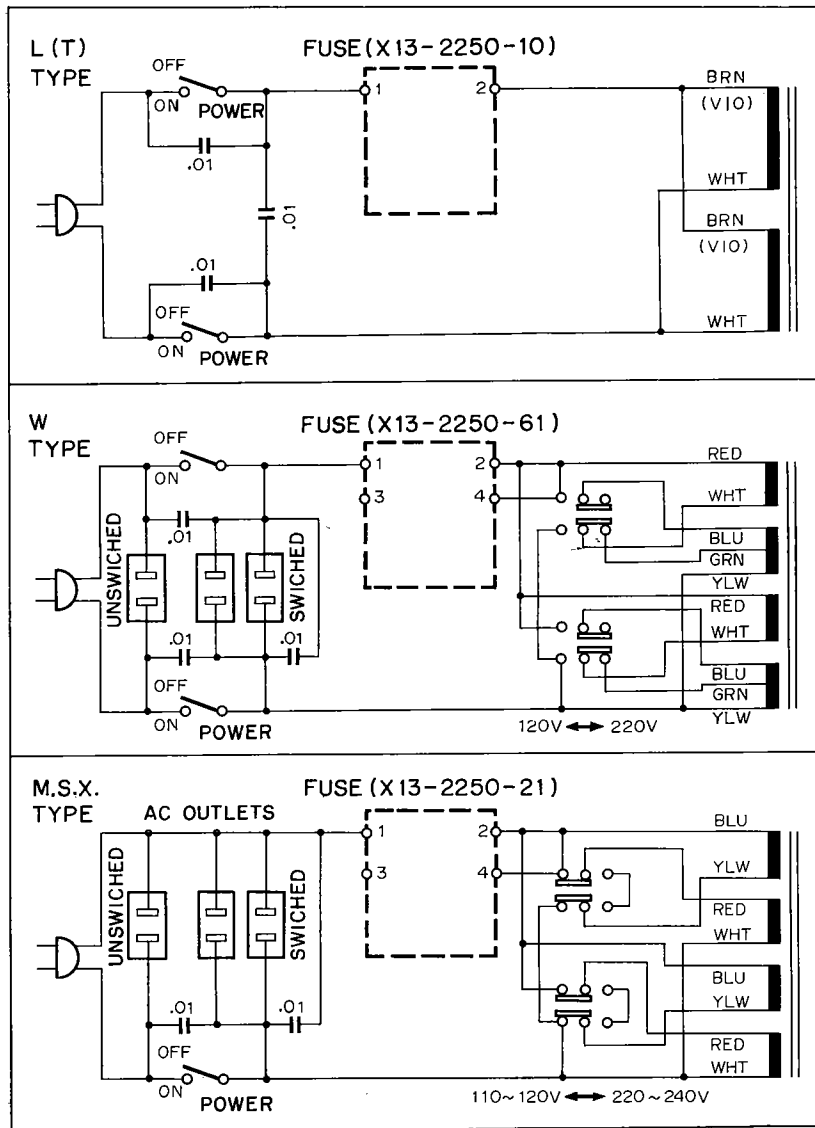 L (T)
TYPE
FUSE (X13-2250-10)
OFF
ON
POWER
1
2
BRN
(VIO)
.01
.01
WHT
BRN
(VIO)
.01
OFF
ON
POWER
WHT
W
TYPE
FUSE (X13-2250-61)
OFF
ON
1
2
RED
3
4
WHT
.01
UNSWICHED
SWICHED
BLU
GRN
YLW
RED
WHT
.01
.01
OFF
ON
POWER
BLU
GRN
YLW
120V ↔ 220V
M.S.X.
TYPE
AC OUTLETS
FUSE (X13-2250-21)
1
2
BLU
3
4
YLW
UNSWICHED
SWICHED
RED
WHT
BLU
YLW
.01
.01
OFF
ON
POWER
RED
WHT
110~120V ↔ 220~240V